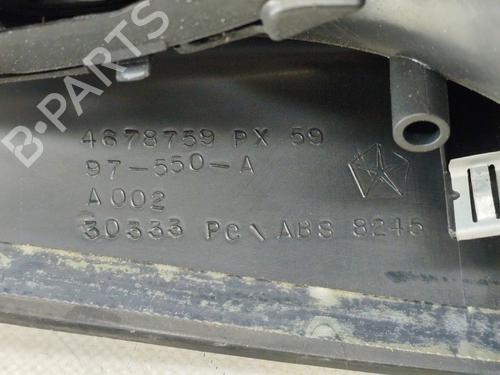 B-PARTS
4678759 PX 59
97-550-A
A002
30333 PC\ABS 8245